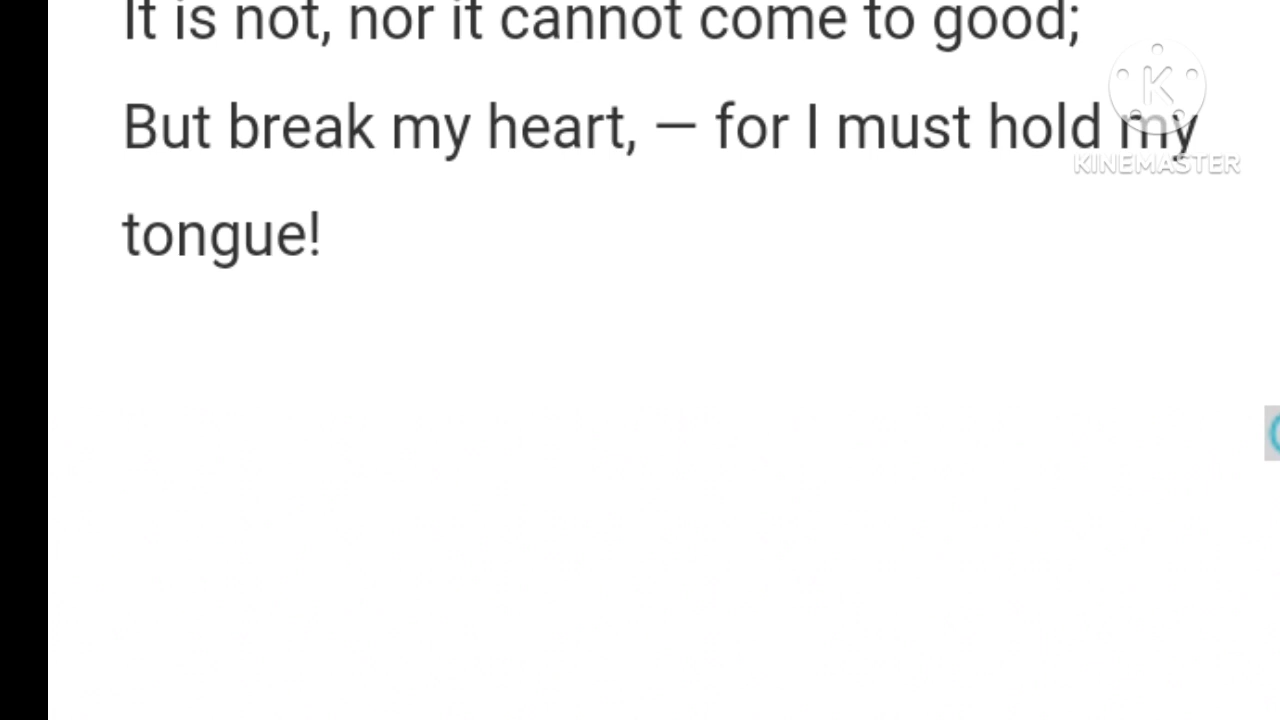 It is not, nor it cannot come to good;
But break my heart, — for I must hold my
tongue!
KINEMASTER